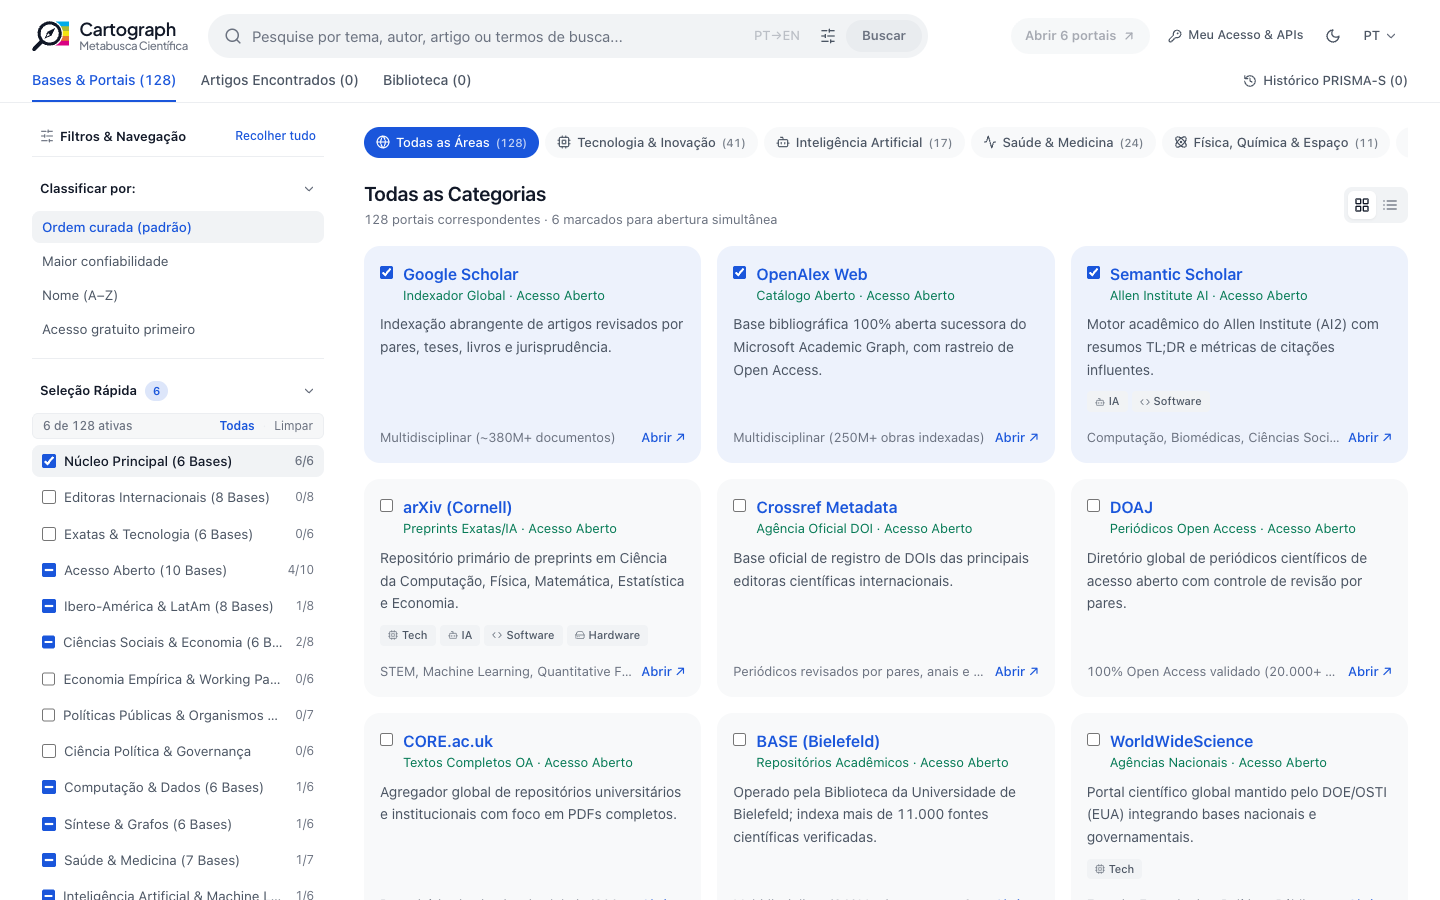 Cartograph
Metabusca Científica
Pesquise por tema, autor, artigo ou termos de busca...
PT→EN
Buscar
Abrir 6 portais ↗
Meu Acesso & APIs
PT
Bases & Portais (128)
Artigos Encontrados (0)
Biblioteca (0)
Histórico PRISMA-S (0)
Filtros & Navegação
Recolher tudo
Classificar por:
Ordem curada (padrão)
Maior confiabilidade
Nome (A–Z)
Acesso gratuito primeiro
Seleção Rápida 6
6 de 128 ativas
Todas
Limpar
Núcleo Principal (6 Bases) 6/6
Editoras Internacionais (8 Bases) 0/8
Exatas & Tecnologia (6 Bases) 0/6
Acesso Aberto (10 Bases) 4/10
Ibero-América & LatAm (8 Bases) 1/8
Ciências Sociais & Economia (6 B... 2/8
Economia Empírica & Working Pa... 0/6
Políticas Públicas & Organismos ... 0/7
Ciência Política & Governança 0/6
Computação & Dados (6 Bases) 1/6
Síntese & Grafos (6 Bases) 1/6
Saúde & Medicina (7 Bases) 1/7
Inteligência Artificial & Machine L... 1/6
Todas as Áreas (128)
Tecnologia & Inovação (41)
Inteligência Artificial (17)
Saúde & Medicina (24)
Física, Química & Espaço (11)
Todas as Categorias
128 portais correspondentes · 6 marcados para abertura simultânea
Google Scholar
Indexador Global · Acesso Aberto
Indexação abrangente de artigos revisados por
pares, teses, livros e jurisprudência.
Multidisciplinar (~380M+ documentos)
Abrir ↗
OpenAlex Web
Catálogo Aberto · Acesso Aberto
Base bibliográfica 100% aberta sucessora do
Microsoft Academic Graph, com rastreio de
Open Access.
Multidisciplinar (250M+ obras indexadas)
Abrir ↗
Semantic Scholar
Allen Institute AI · Acesso Aberto
Motor acadêmico do Allen Institute (AI2) com
resumos TL;DR e métricas de citações
influentes.
IA
Software
Computação, Biomédicas, Ciências Soci...
Abrir ↗
arXiv (Cornell)
Preprints Exatas/IA · Acesso Aberto
Repositório primário de preprints em Ciência
da Computação, Física, Matemática, Estatística
e Economia.
Tech
IA
Software
Hardware
STEM, Machine Learning, Quantitative F...
Abrir ↗
Crossref Metadata
Agência Oficial DOI · Acesso Aberto
Base oficial de registro de DOIs das principais
editoras científicas internacionais.
Periódicos revisados por pares, anais e ...
Abrir ↗
DOAJ
Periódicos Open Access · Acesso Aberto
Diretório global de periódicos científicos de
acesso aberto com controle de revisão por
pares.
100% Open Access validado (20.000+ ...
Abrir ↗
CORE.ac.uk
Textos Completos OA · Acesso Aberto
Agregador global de repositórios universitários
e institucionais com foco em PDFs completos.
BASE (Bielefeld)
Repositórios Acadêmicos · Acesso Aberto
Operado pela Biblioteca da Universidade de
Bielefeld; indexa mais de 11.000 fontes
científicas verificadas.
WorldWideScience
Agências Nacionais · Acesso Aberto
Portal científico global mantido pelo DOE/OSTI
(EUA) integrando bases nacionais e
governamentais.
Tech